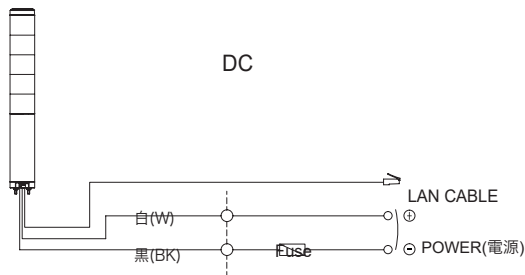 DC
LAN CABLE
白(W)
⊕
黒(BK)
Fuse
⊖ POWER(電源)